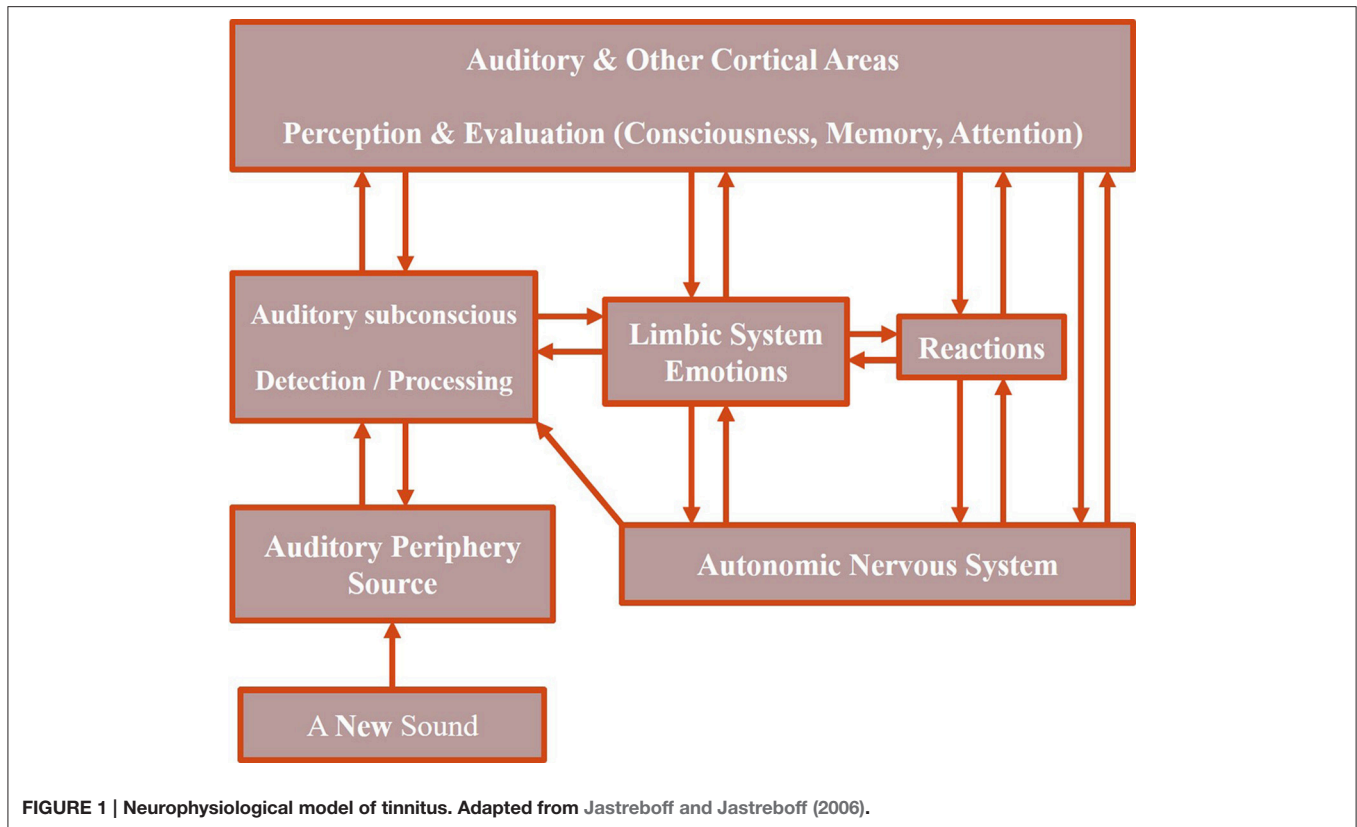 Auditory & Other Cortical Areas
Perception & Evaluation (Consciousness, Memory, Attention)
Auditory subconscious
Detection / Processing
Limbic System
Emotions
Reactions
Auditory Periphery
Source
Autonomic Nervous System
A New Sound
FIGURE 1 | Neurophysiological model of tinnitus. Adapted from Jastreboff and Jastreboff (2006).